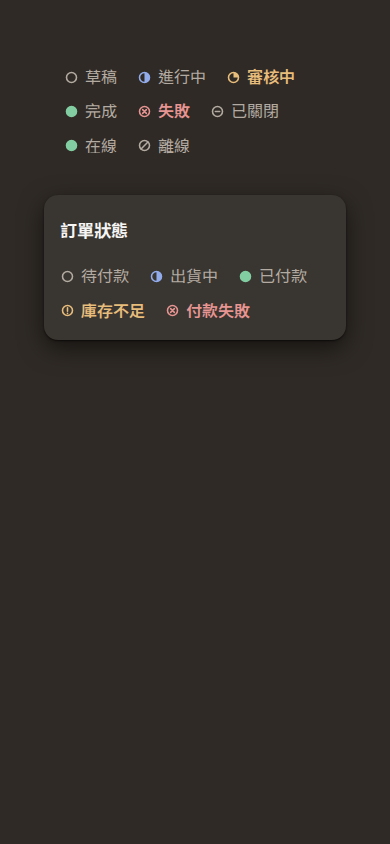 草稿 進行中 審核中
完成 失敗 已關閉
在線 離線
訂單狀態
待付款 出貨中 已付款
庫存不足 付款失敗